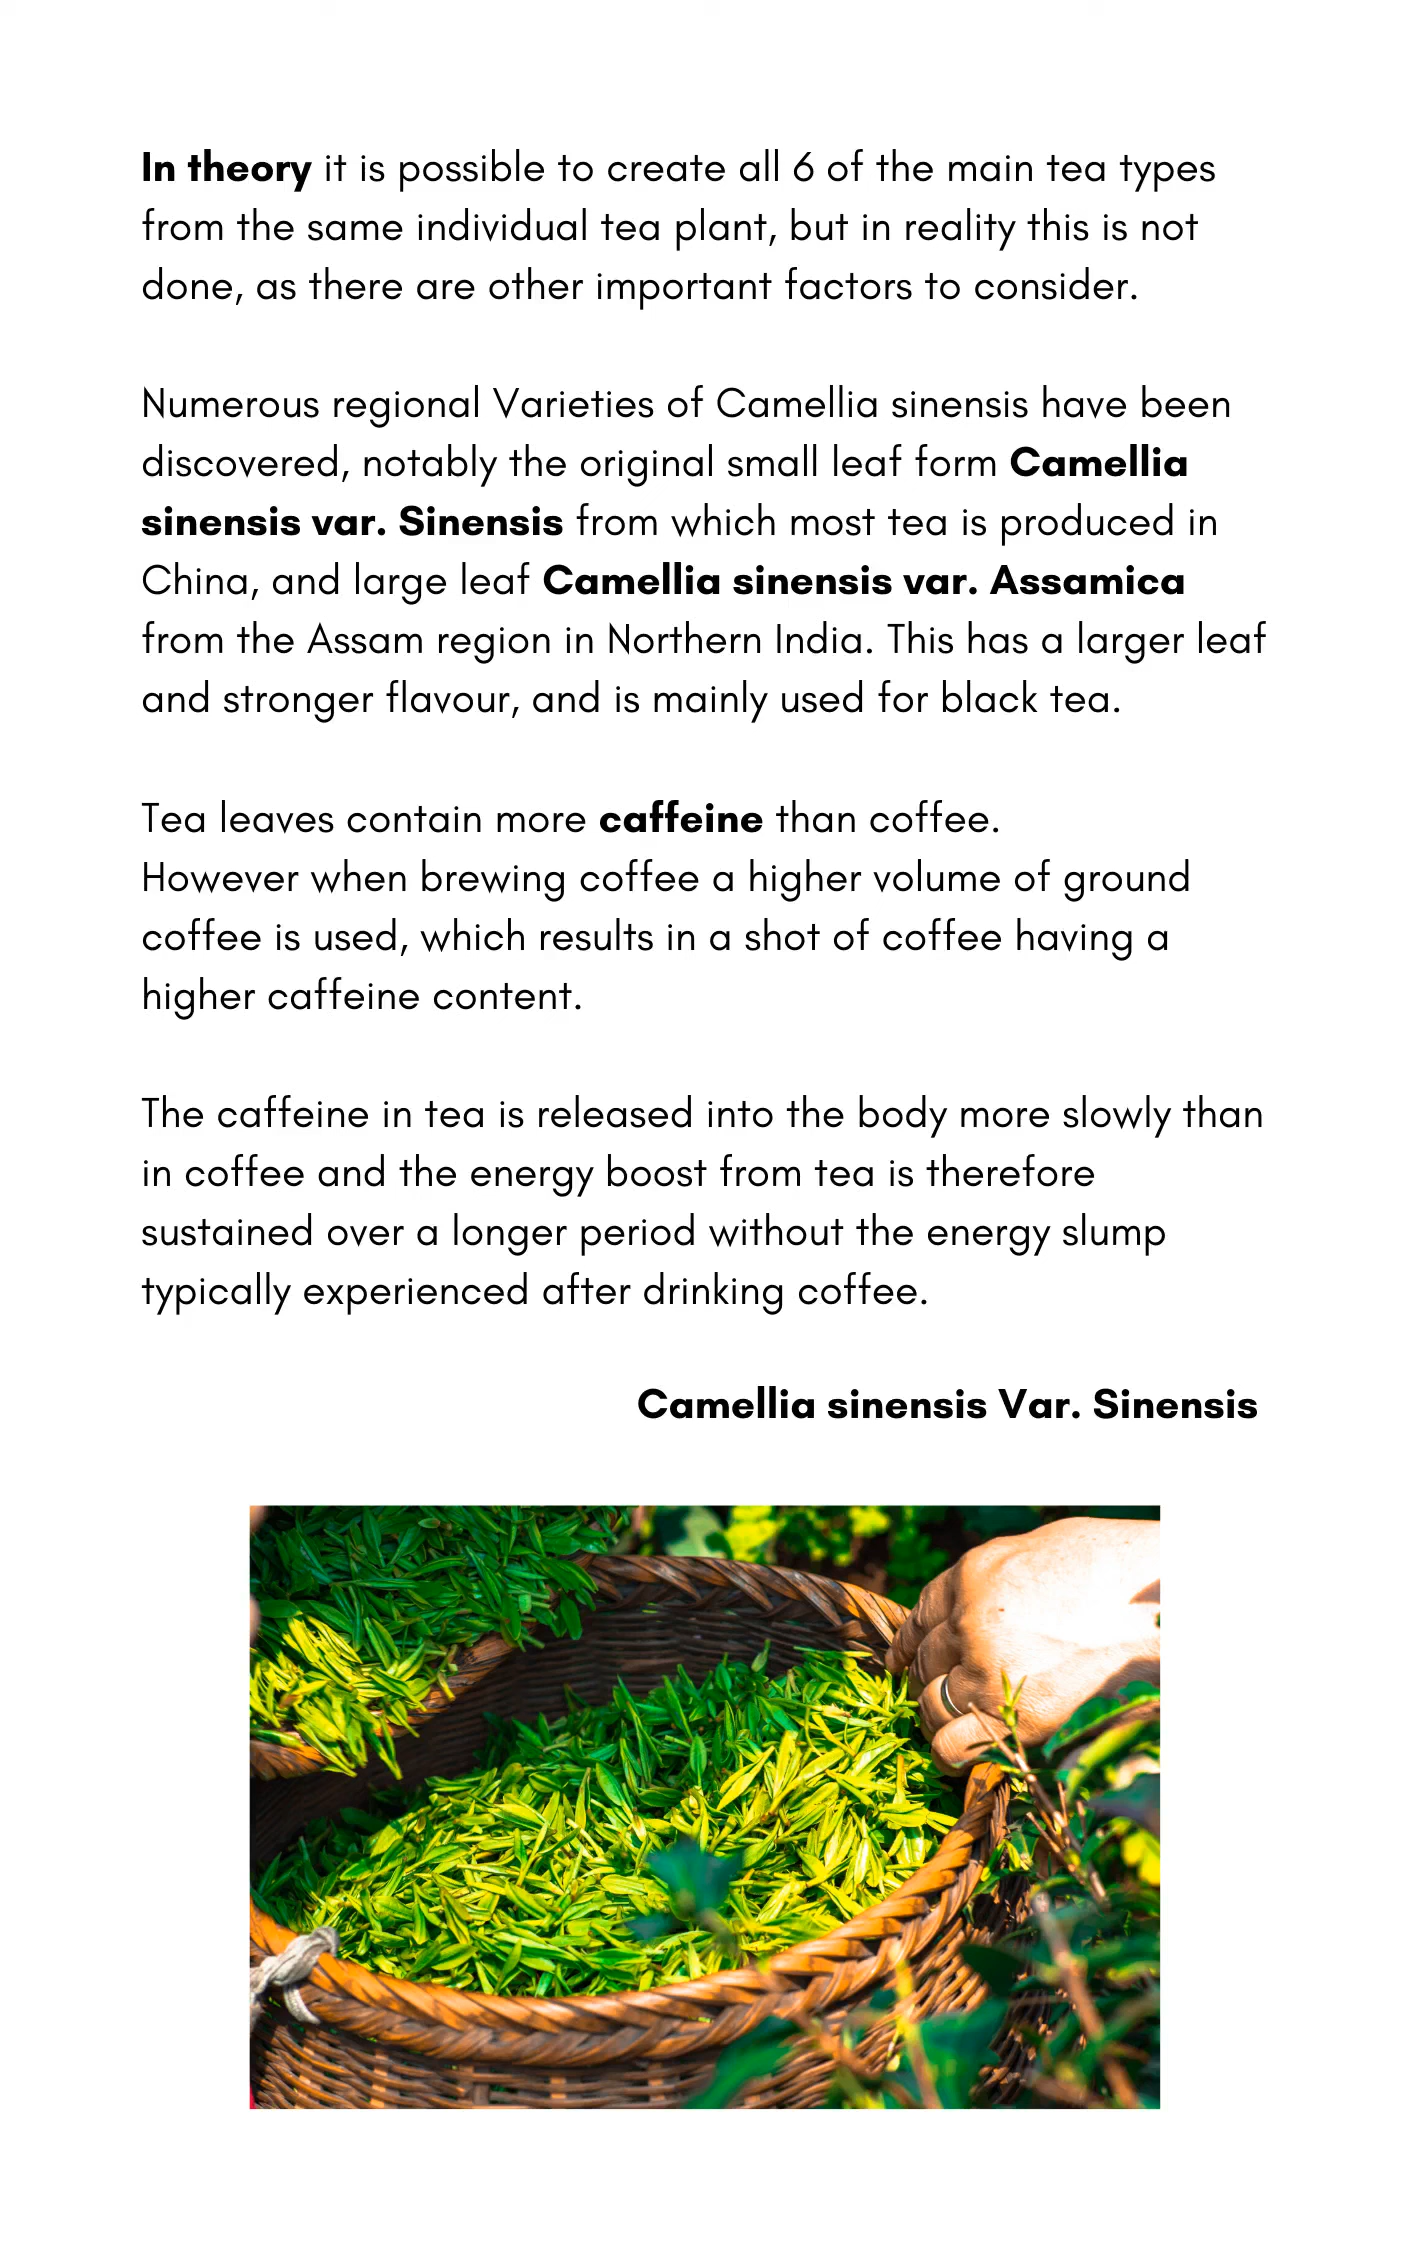 In theory it is possible to create all 6 of the main tea types
from the same individual tea plant, but in reality this is not
done, as there are other important factors to consider.
Numerous regional Varieties of Camellia sinensis have been
discovered, notably the original small leaf form Camellia
sinensis var. Sinensis from which most tea is produced in
China, and large leaf Camellia sinensis var. Assamica
from the Assam region in Northern India. This has a larger leaf
and stronger flavour, and is mainly used for black tea.
Tea leaves contain more caffeine than coffee.
However when brewing coffee a higher volume of ground
coffee is used, which results in a shot of coffee having a
higher caffeine content.
The caffeine in tea is released into the body more slowly than
in coffee and the energy boost from tea is therefore
sustained over a longer period without the energy slump
typically experienced after drinking coffee.
Camellia sinensis Var. Sinensis